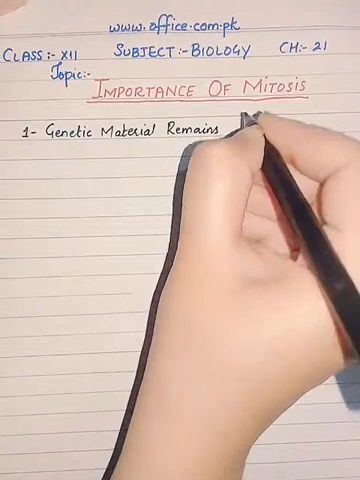 www.office.com.pk
CLASS:- XII SUBJECT:- BIOLOGY CH:- 21
Topic:-
IMPORTANCE OF MITOSIS
1- Genetic Material Remains